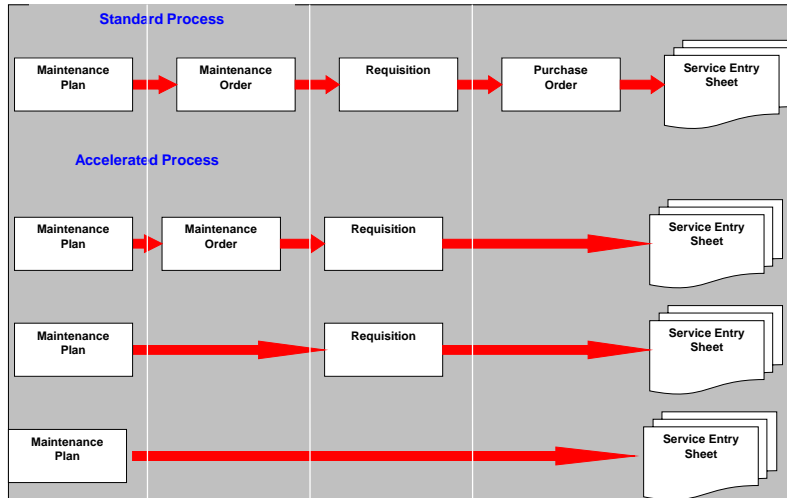 Standard Process
Maintenance
Plan
Maintenance
Order
Requisition
Purchase
Order
Service Entry
Sheet
Accelerated Process
Maintenance
Plan
Maintenance
Order
Requisition
Service Entry
Sheet
Maintenance
Plan
Requisition
Service Entry
Sheet
Maintenance
Plan
Service Entry
Sheet